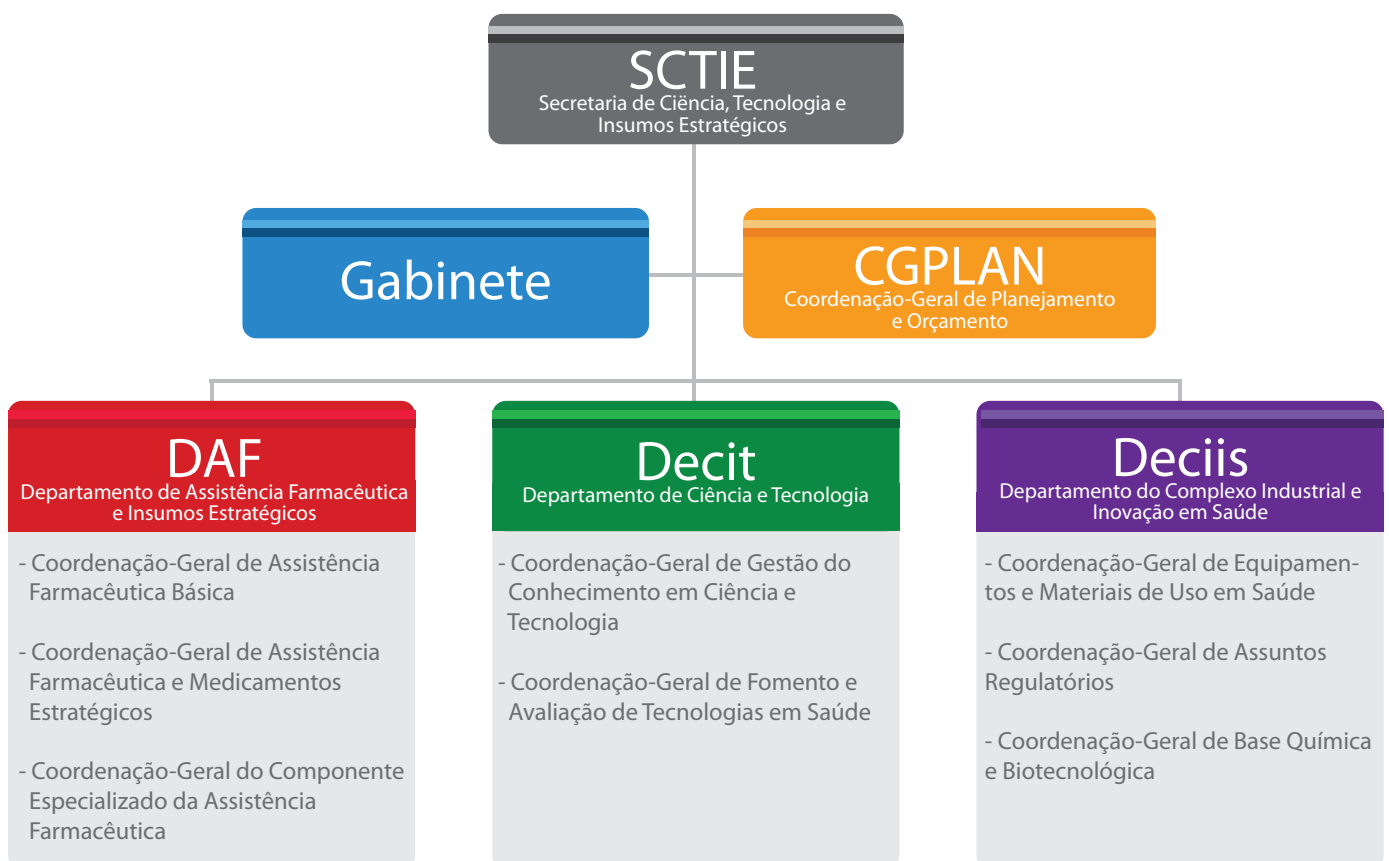 SCTIE
Secretaria de Ciëncia, Tecnologia e
Insumos Estratégicos
Gabinete
CGPLAN
Coordenação-Geral de Planejamento
e Orçamento
DAF
Departamento de Assistência Farmacêutica
e Insumos Estratégicos
- Coordenação-Geral de Assistência
Farmacêutica Básica
- Coordenação-Geral de Assistência
Farmacêutica e Medicamentos
Estratégicos
- Coordenação-Geral do Componente
Especializado da Assistência
Farmacêutica
Decit
Departamento de Ciência e Tecnologia
- Coordenação-Geral de Gestão do
Conhecimento em Ciência e
Tecnologia
- Coordenação-Geral de Fomento e
Avaliação de Tecnologias em Saúde
Deciis
Departamento do Complexo Industrial e
Inovação em Saúde
- Coordenação-Geral de Equipamen-
tos e Materiais de Uso em Saúde
- Coordenação-Geral de Assuntos
Regulatórios
- Coordenação-Geral de Base Química
e Biotecnológica